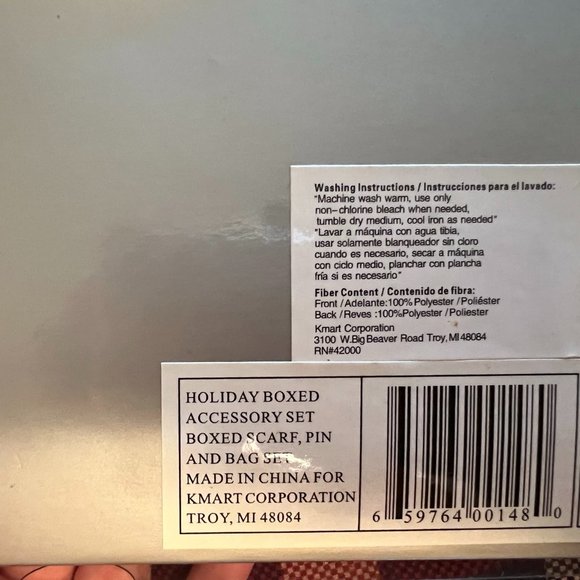 Washing Instructions / Instrucciones para el lavado:
"Machine wash warm, use only
non-chlorine bleach when needed,
tumble dry medium, cool iron as needed"
"Lavar a máquina con agua tibia,
usar solamente blanqueador sin cloro
cuando es necesario, secar a máquina
con ciclo medio, planchar con plancha
fría si es necesario"
Fiber Content / Contenido de fibra:
Front / Adelante:100% Polyester / Poliéster
Back / Reves :100%Polyester / Poliester
Kmart Corporation
3100 W.Big Beaver Road Troy, MI 48084
RN#42000
HOLIDAY BOXED
ACCESSORY SET
BOXED SCARF, PIN
AND BAG SET
MADE IN CHINA FOR
KMART CORPORATION
TROY, MI 48084
6 59764 00148 0